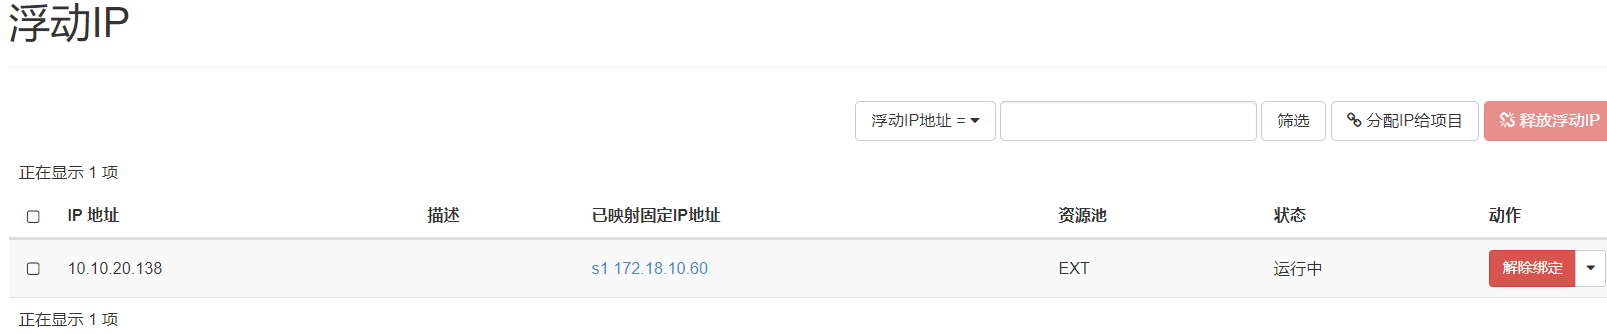 浮动IP
浮动IP地址 = 筛选 分配IP给项目 释放浮动IP
正在显示 1 项
IP 地址 描述 已映射固定IP地址 资源池 状态 动作
10.10.20.138 s1 172.18.10.60 EXT 运行中 解除绑定
正在显示 1 项